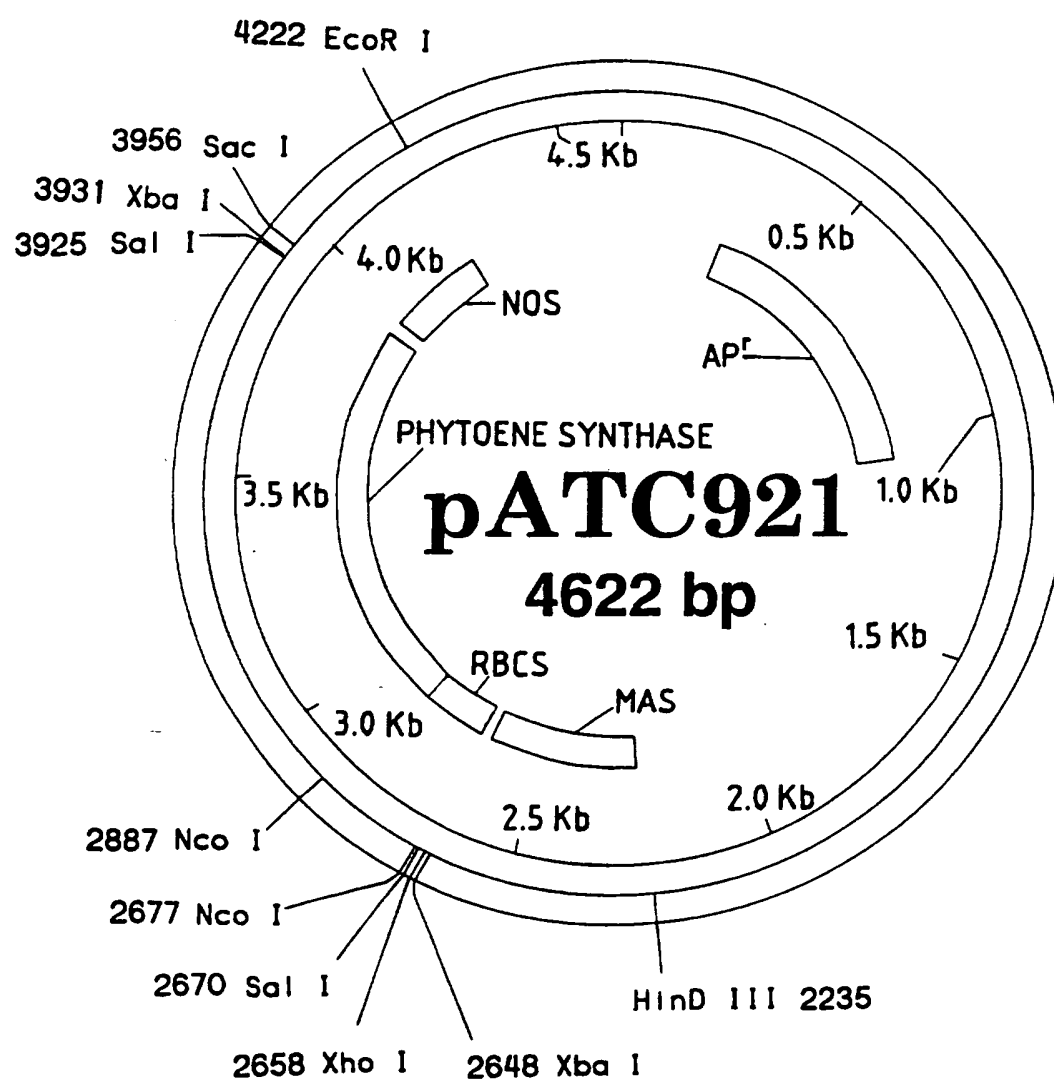 4222 EcoR I
3956 Sac I
3931 Xba I
3925 Sal I
4.5 Kb
0.5 Kb
4.0 Kb
NOS
APr
PHYTOENE SYNTHASE
3.5 Kb
1.0 Kb
pATC921
4622 bp
1.5 Kb
RBCS
MAS
3.0 Kb
2.5 Kb
2.0 Kb
2887 Nco I
2677 Nco I
2670 Sal I
HinD III 2235
2658 Xho I
2648 Xba I